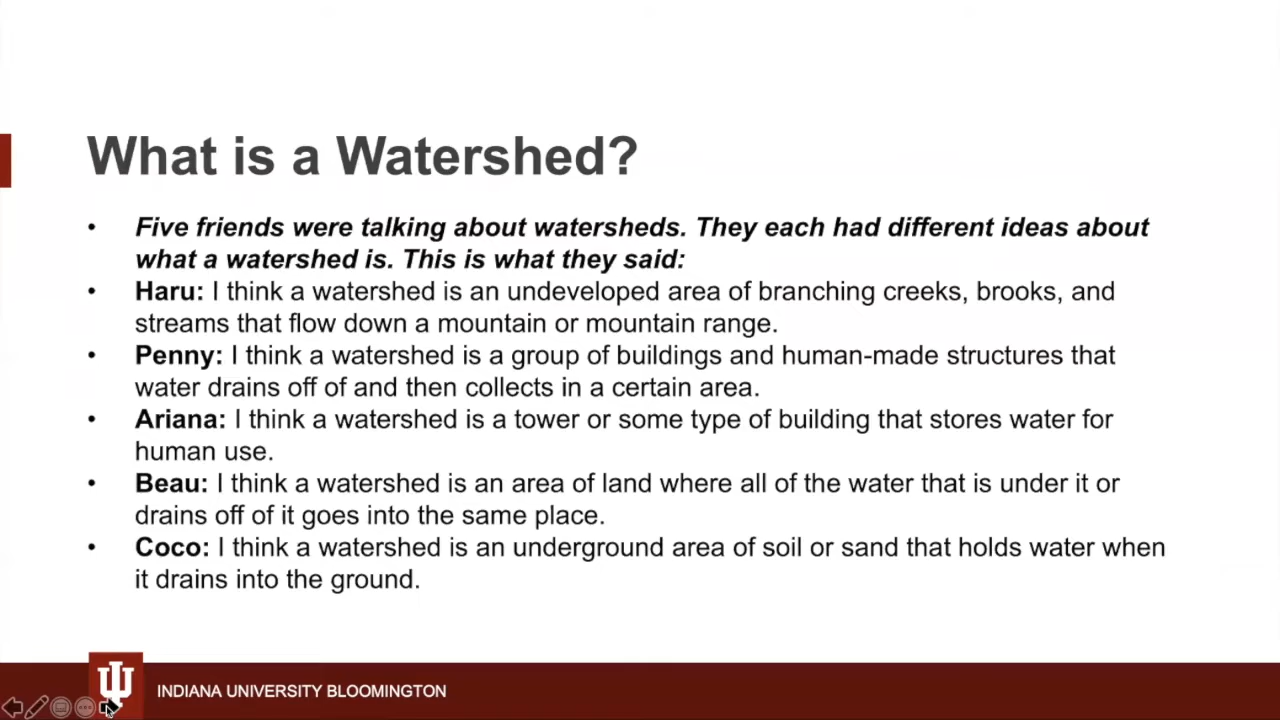 What is a Watershed?
• Five friends were talking about watersheds. They each had different ideas about
what a watershed is. This is what they said:
• Haru: I think a watershed is an undeveloped area of branching creeks, brooks, and
streams that flow down a mountain or mountain range.
• Penny: I think a watershed is a group of buildings and human-made structures that
water drains off of and then collects in a certain area.
• Ariana: I think a watershed is a tower or some type of building that stores water for
human use.
• Beau: I think a watershed is an area of land where all of the water that is under it or
drains off of it goes into the same place.
• Coco: I think a watershed is an underground area of soil or sand that holds water when
it drains into the ground.
INDIANA UNIVERSITY BLOOMINGTON